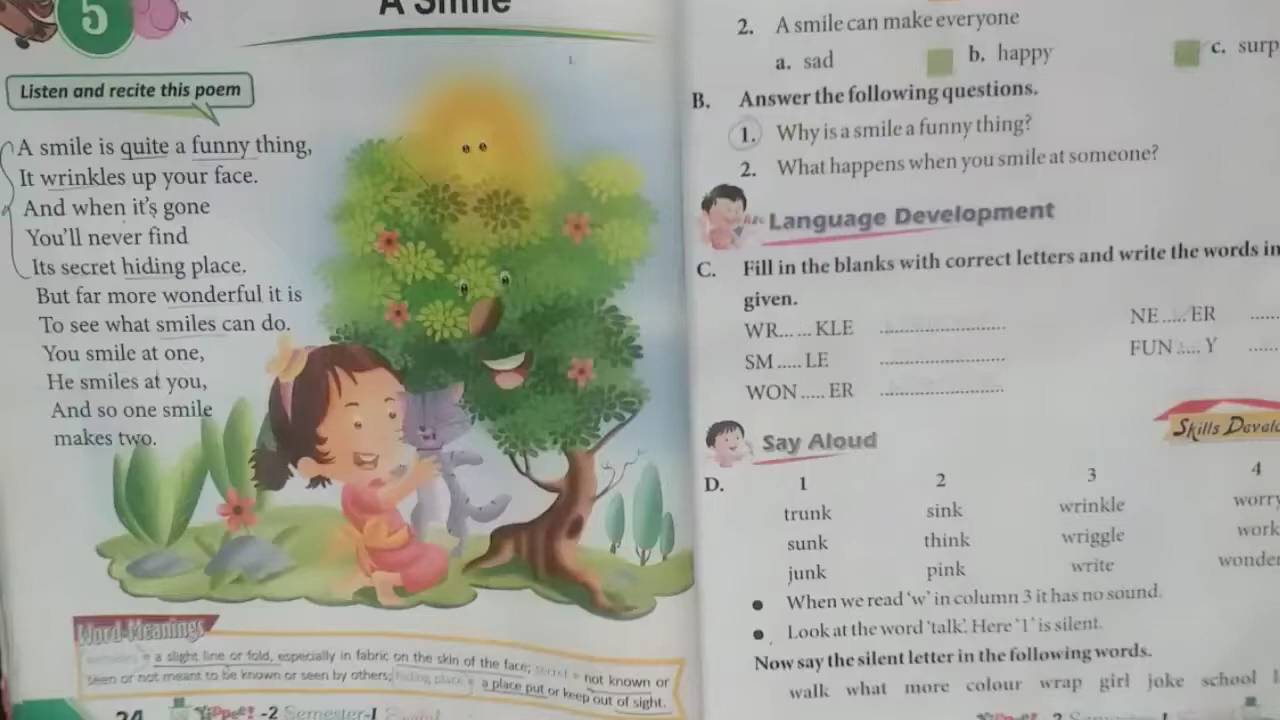 5
A Smile
Listen and recite this poem
A smile is quite a funny thing,
It wrinkles up your face.
And when it's gone
You'll never find
Its secret hiding place.
But far more wonderful it is
To see what smiles can do.
You smile at one,
He smiles at you,
And so one smile
makes two.
Word-Meanings
= a slight line or fold, especially in fabric on the skin of the face; secret = not known or
seen or not meant to be known or seen by others; hiding place = a place put or keep out of sight.
24 Yippee! -2 Semester-I
2. A smile can make everyone
a. sad b. happy c. surp
B. Answer the following questions.
1. Why is a smile a funny thing?
2. What happens when you smile at someone?
Language Development
C. Fill in the blanks with correct letters and write the words in
given.
WR...... KLE .............................. NE ..... ER .....
SM ..... LE .............................. FUN ..... Y .....
WON ..... ER ..............................
Skills
Say Aloud
D. 1 2 3 4
trunk sink wrinkle worry
sunk think wriggle work
junk pink write wonder
• When we read 'w' in column 3 it has no sound.
• Look at the word 'talk'. Here 'l' is silent.
Now say the silent letter in the following words.
walk what more colour wrap girl joke school